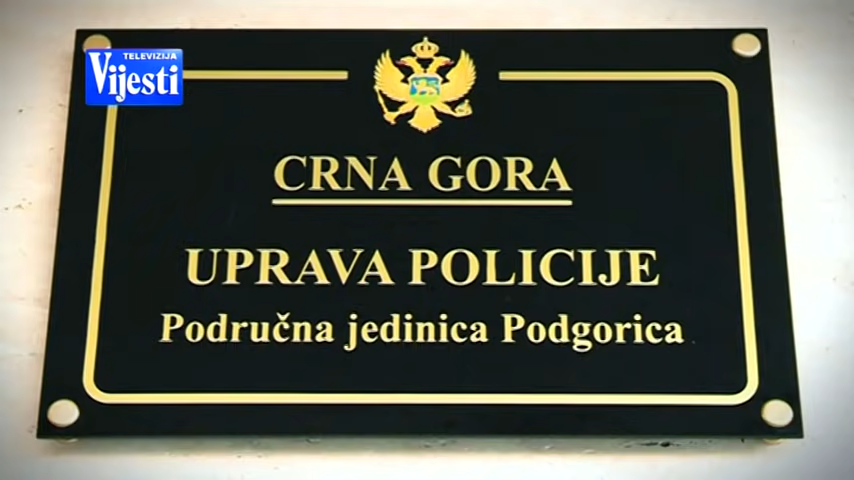 TELEVIZIJA
Vijesti
CRNA GORA
UPRAVA POLICIJE
Područna jedinica Podgorica